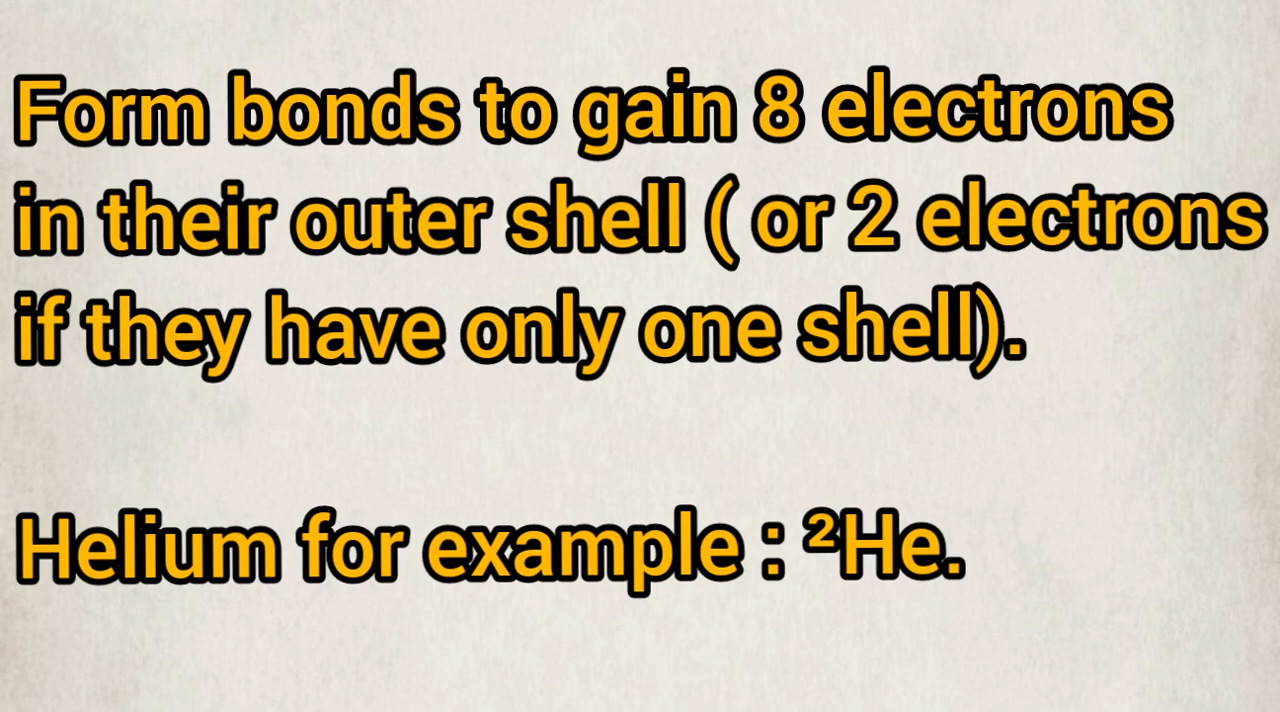 Form bonds to gain 8 electrons
in their outer shell ( or 2 electrons
if they have only one shell).
Helium for example : ²He.